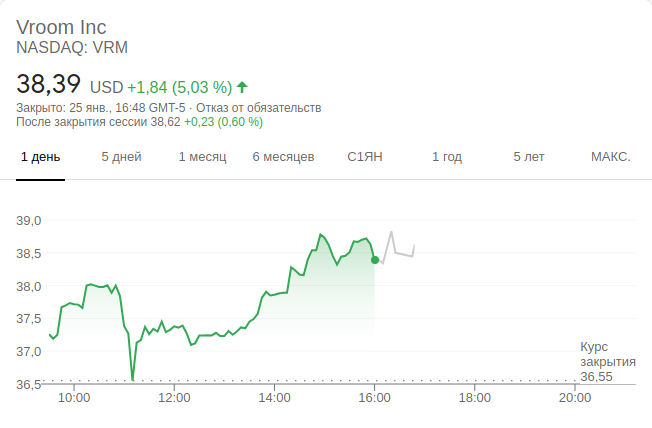 Vroom Inc
NASDAQ: VRM
38,39 USD +1,84 (5,03 %)
Закрыто: 25 янв., 16:48 GMT-5 · Отказ от обязательств
После закрытия сессии 38,62 +0,23 (0,60 %)
1 день 5 дней 1 месяц 6 месяцев С1ЯН 1 год 5 лет МАКС.
39,0
38,5
38,0
37,5
37,0
36,5
Курс
закрытия
36,55
10:00 12:00 14:00 16:00 18:00 20:00